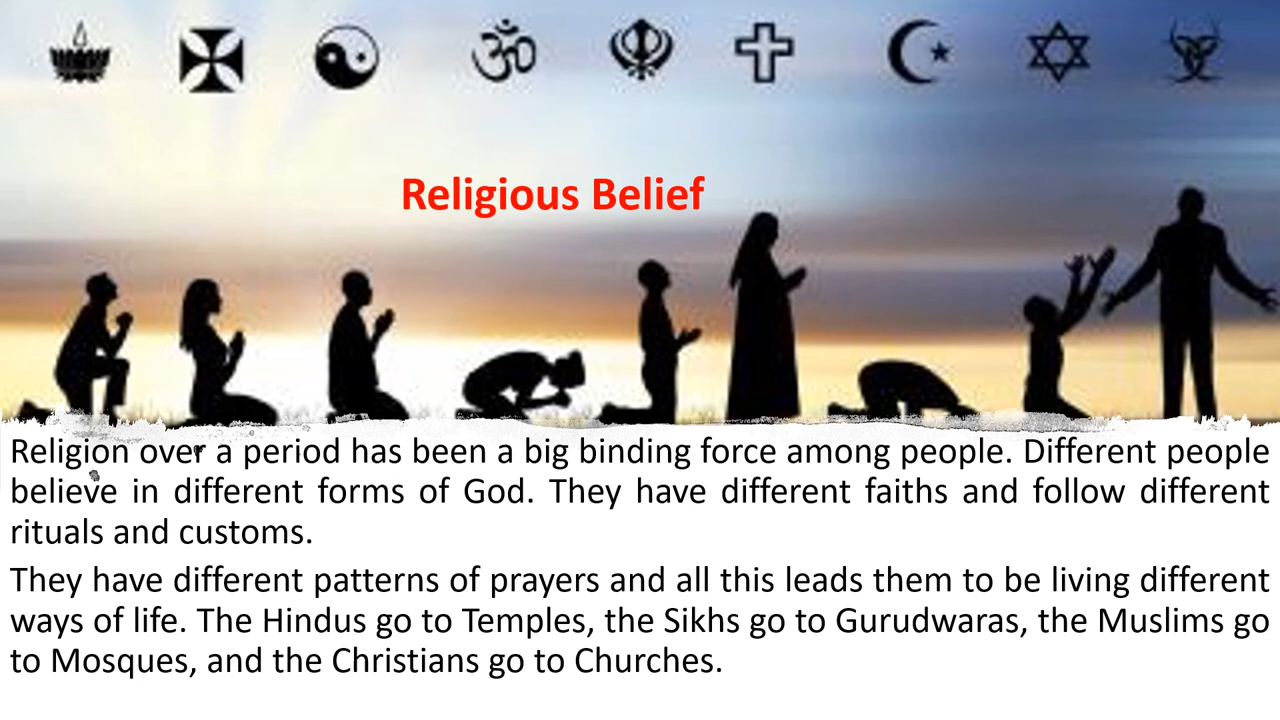 Religious Belief
Religion over a period has been a big binding force among people. Different people
believe in different forms of God. They have different faiths and follow different
rituals and customs.
They have different patterns of prayers and all this leads them to be living different
ways of life. The Hindus go to Temples, the Sikhs go to Gurudwaras, the Muslims go
to Mosques, and the Christians go to Churches.